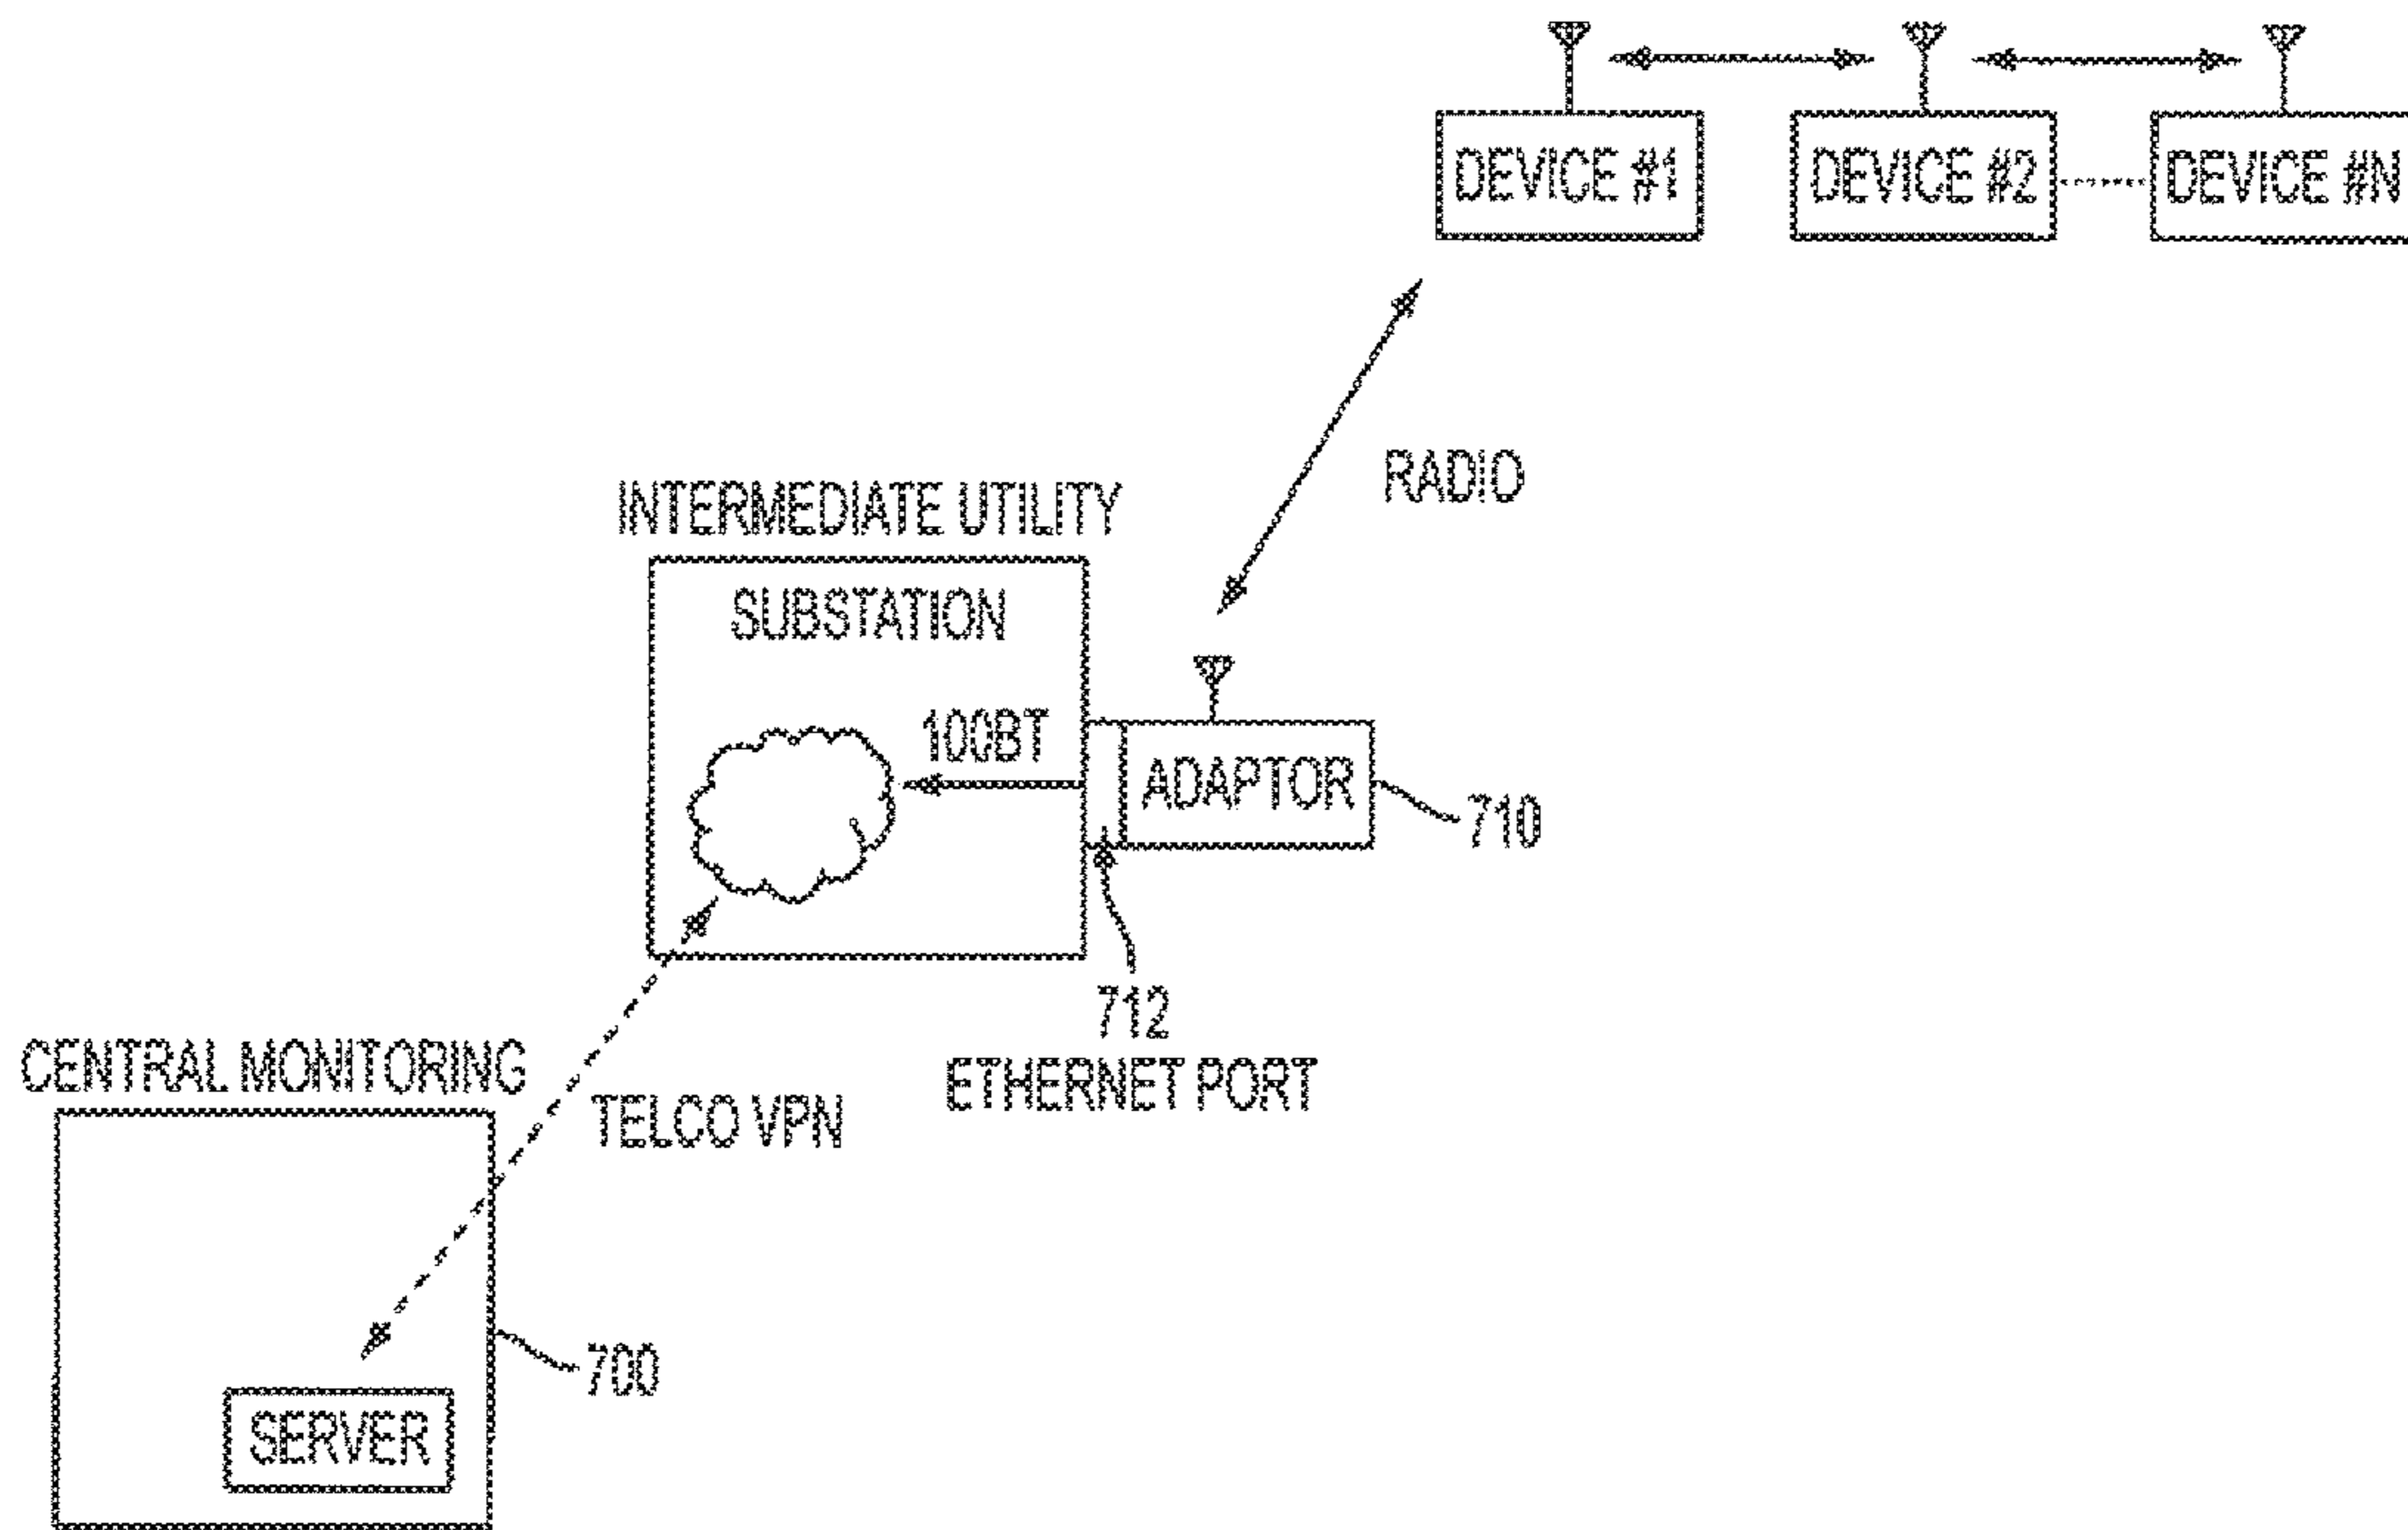 DEVICE #1
DEVICE #2
DEVICE #N
RADIO
INTERMEDIATE UTILITY
SUBSTATION
100BT
ADAPTOR
710
712
ETHERNET PORT
CENTRAL MONITORING
TELCO VPN
700
SERVER